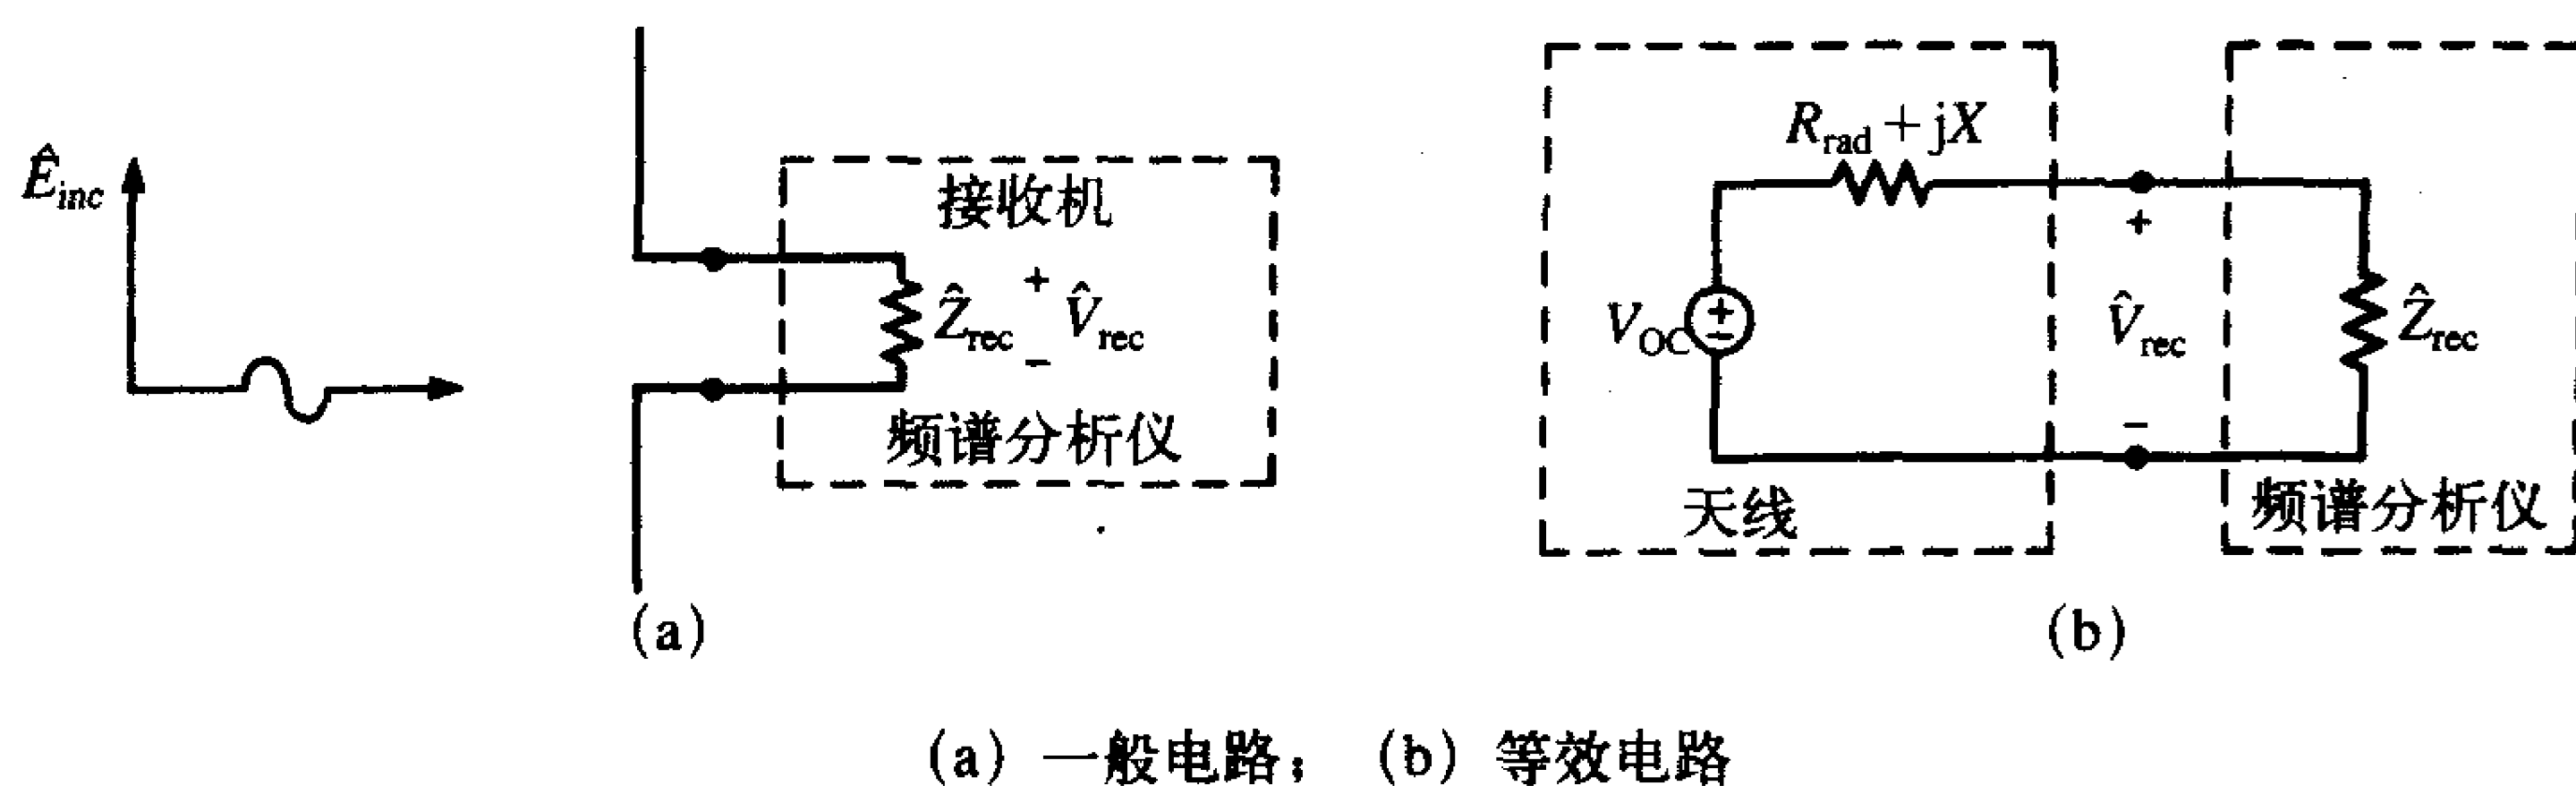 Ê_inc
接收机
Ẑ_rec
+
V̂_rec
−
频谱分析仪
(a)
R_rad + jX
V_OC
+
−
+
V̂_rec
−
Ẑ_rec
天线
频谱分析仪
(b)
(a) 一般电路； (b) 等效电路